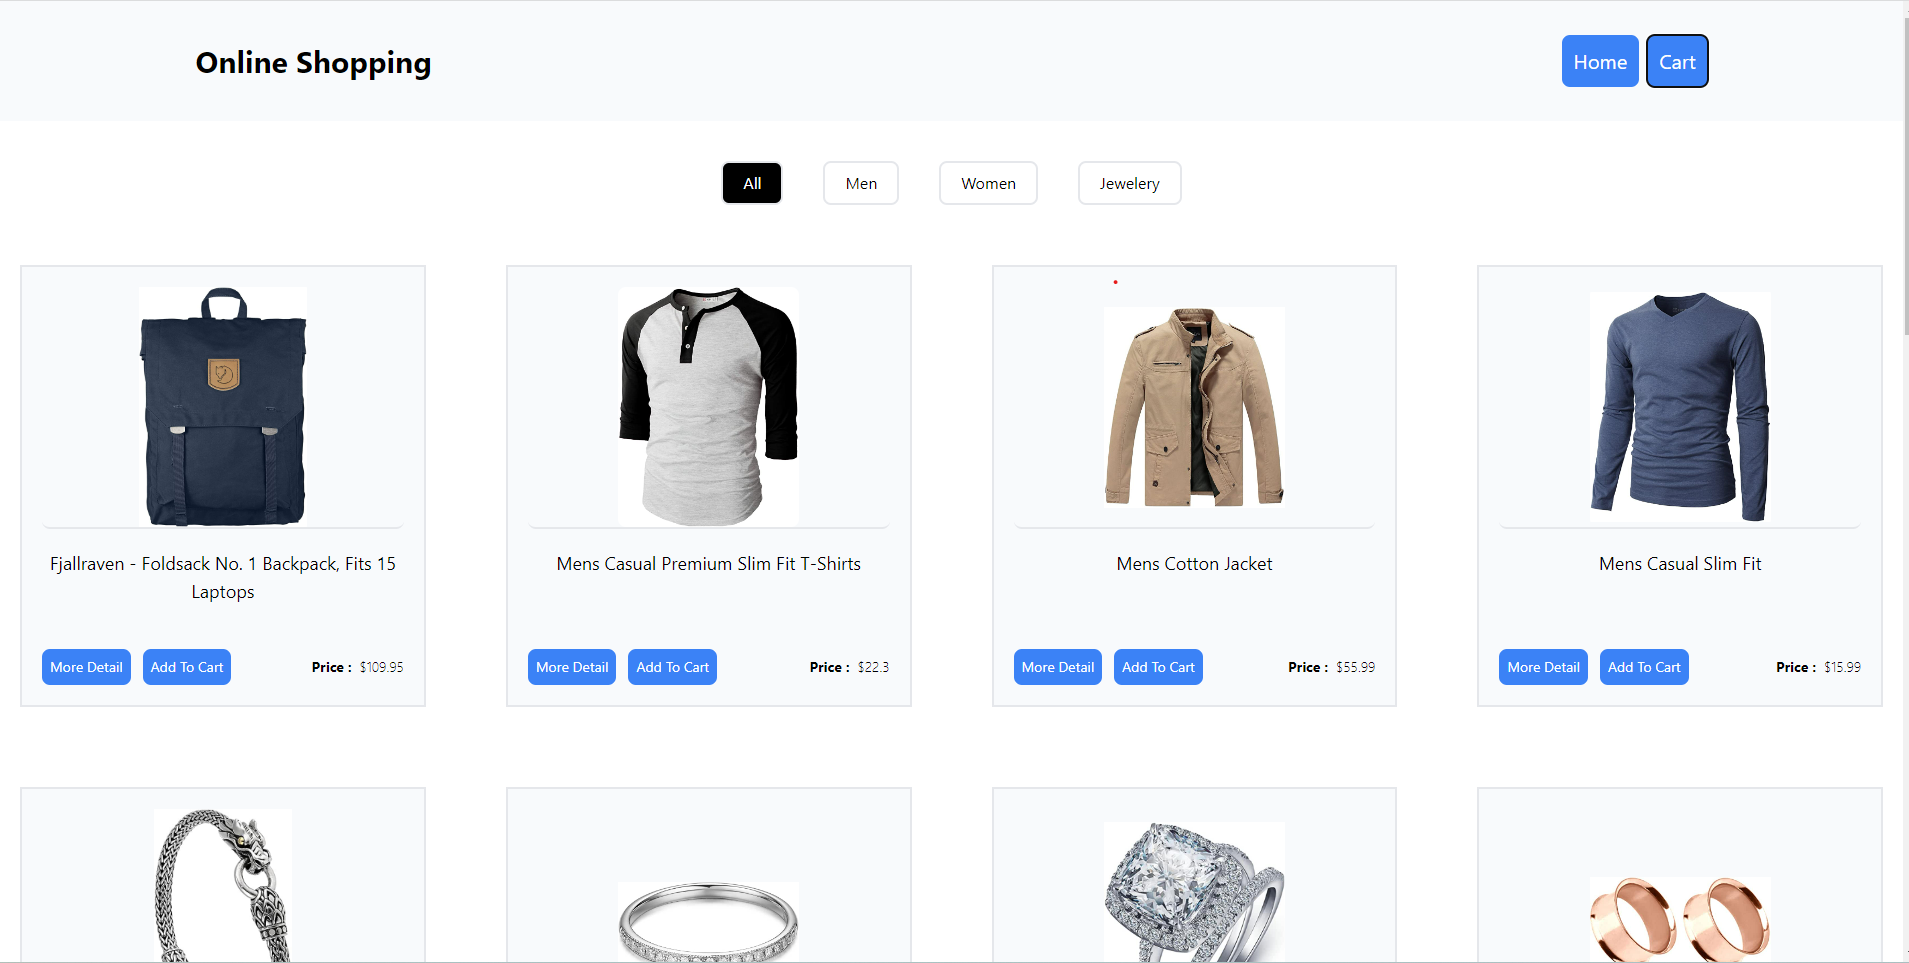 Online Shopping
Home Cart
All Men Women Jewelery
Fjallraven - Foldsack No. 1 Backpack, Fits 15
Laptops
More Detail Add To Cart Price : $109.95
Mens Casual Premium Slim Fit T-Shirts
More Detail Add To Cart Price : $22.3
Mens Cotton Jacket
More Detail Add To Cart Price : $55.99
Mens Casual Slim Fit
More Detail Add To Cart Price : $15.99